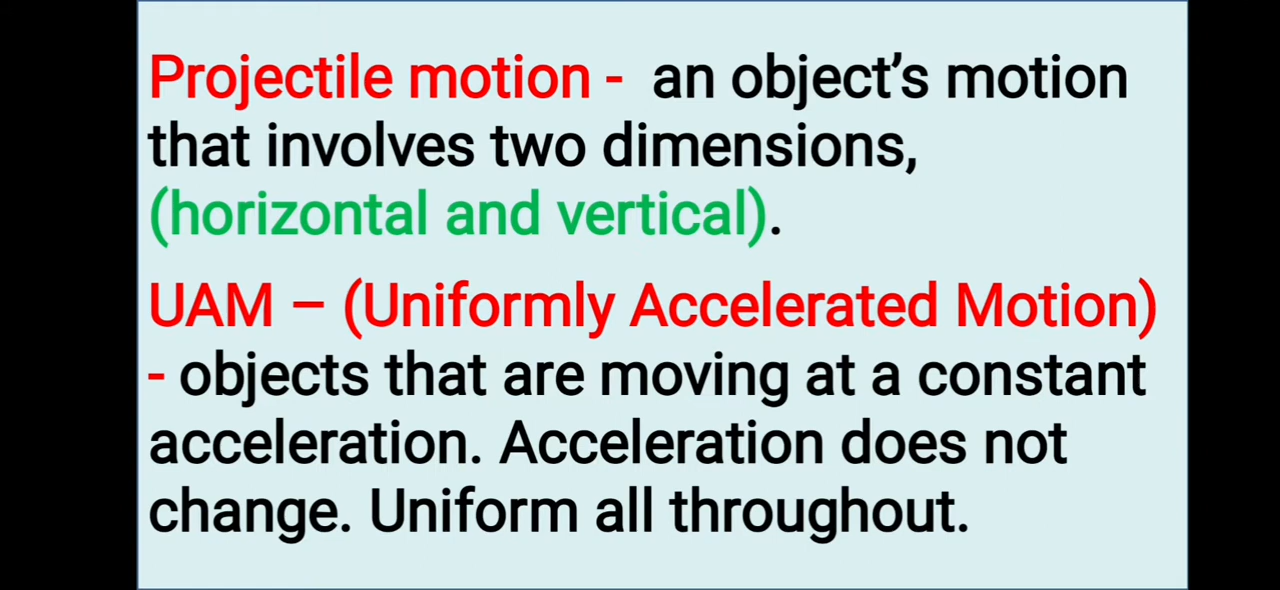 Projectile motion -  an object’s motion
that involves two dimensions,
(horizontal and vertical).
UAM – (Uniformly Accelerated Motion)
- objects that are moving at a constant
acceleration. Acceleration does not
change. Uniform all throughout.